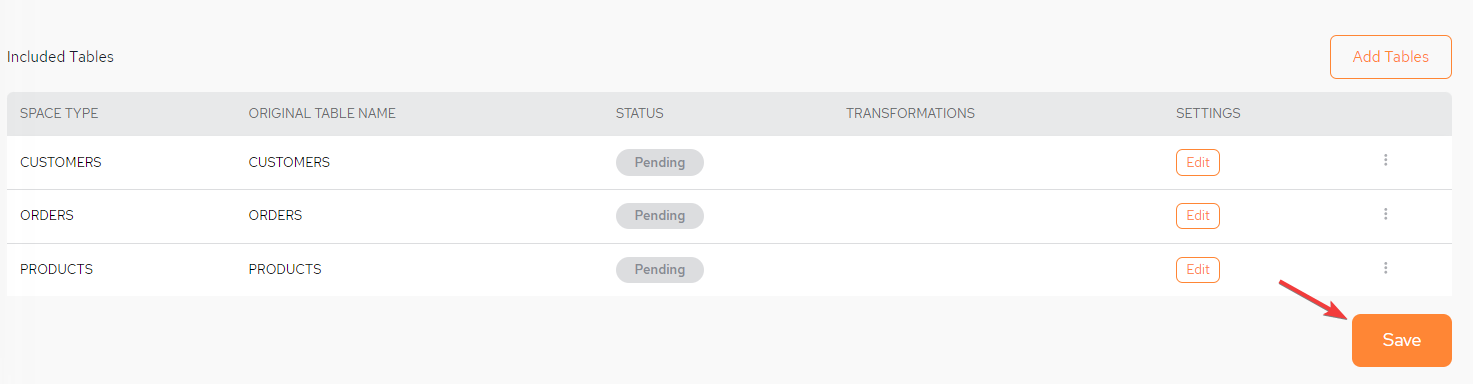 Included Tables
Add Tables
SPACE TYPE ORIGINAL TABLE NAME STATUS TRANSFORMATIONS SETTINGS
CUSTOMERS CUSTOMERS Pending Edit
ORDERS ORDERS Pending Edit
PRODUCTS PRODUCTS Pending Edit
Save